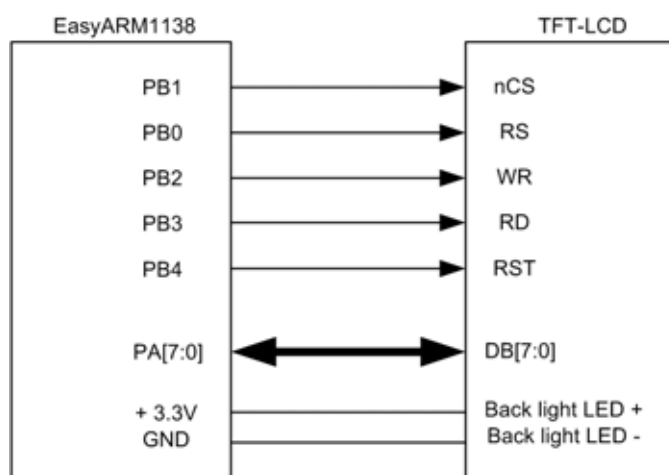 EasyARM1138 TFT-LCD
PB1 nCS
PB0 RS
PB2 WR
PB3 RD
PB4 RST
PA[7:0] DB[7:0]
+ 3.3V Back light LED +
GND Back light LED -